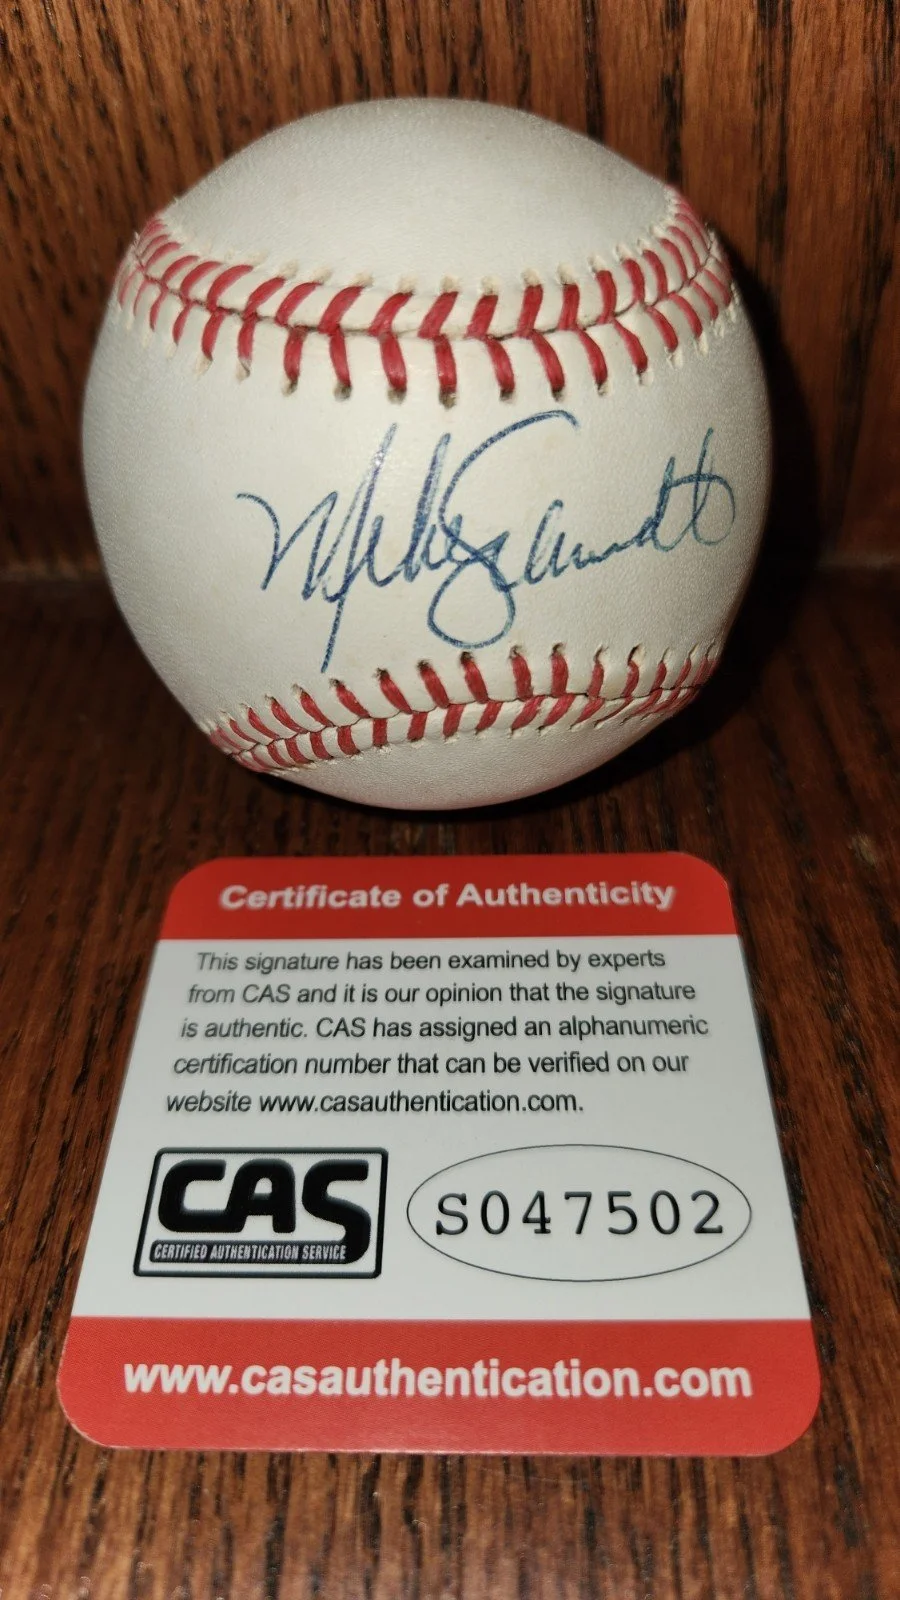 Mike Schmidt
Certificate of Authenticity
This signature has been examined by experts
from CAS and it is our opinion that the signature
is authentic. CAS has assigned an alphanumeric
certification number that can be verified on our
website www.casauthentication.com.
CAS
CERTIFIED AUTHENTICATION SERVICE
S047502
www.casauthentication.com